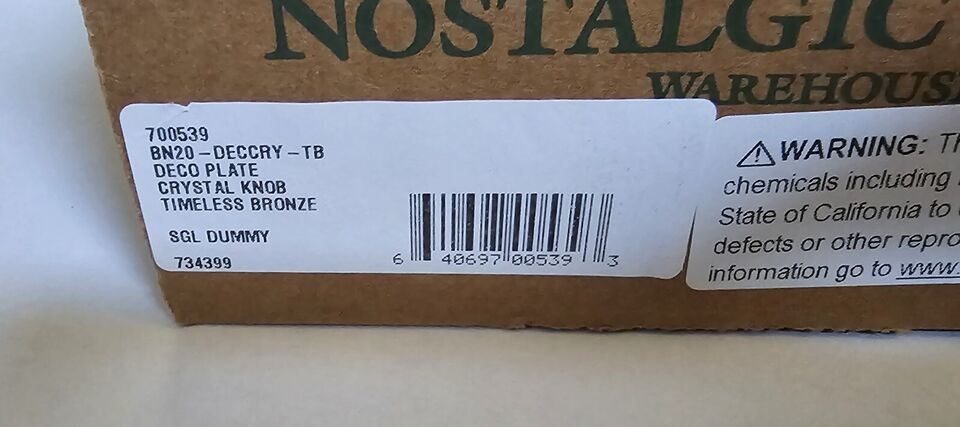 NOSTALGIC
WAREHOUSE
700539
BN20-DECCRY-TB
DECO PLATE
CRYSTAL KNOB
TIMELESS BRONZE
SGL DUMMY
734399
6 40697 00539 3
WARNING:
chemicals including
State of California to
defects or other repro
information go to www.